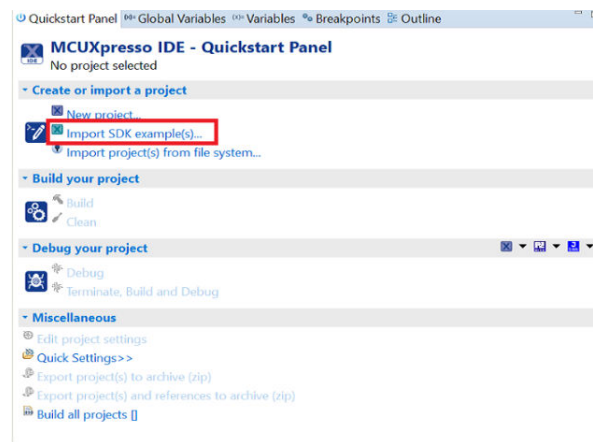 Quickstart Panel Global Variables Variables Breakpoints Outline
MCUXpresso IDE - Quickstart Panel
IDE
No project selected
Create or import a project
New project...
Import SDK example(s)...
Import project(s) from file system...
Build your project
Build
Clean
Debug your project
Debug
Terminate, Build and Debug
Miscellaneous
Edit project settings
Quick Settings>>
Export project(s) to archive (zip)
Export project(s) and references to archive (zip)
Build all projects []